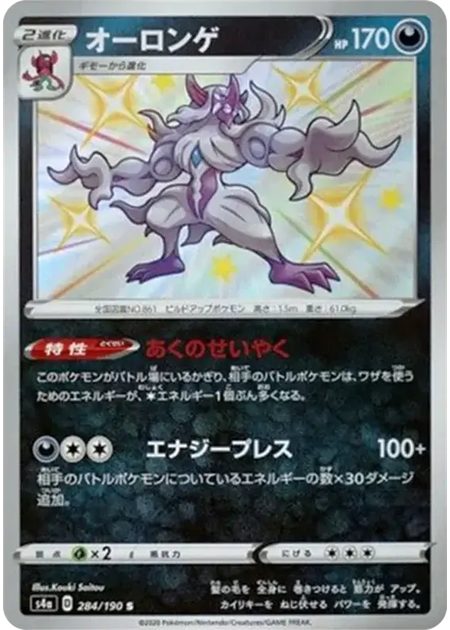 2進化
オーロンゲ
HP 170
ギモーから進化
全国図鑑NO.861 ビルドアップポケモン 高さ:1.5m 重さ:61.0kg
特性 あくのせいやく
とくせい
このポケモンがバトル場にいるかぎり、相手のバトルポケモンは、ワザを使う
ためのエネルギーが、1個ぶん多くなる。
エナジープレス 100+
相手のバトルポケモンについているエネルギーの数×30ダメージ
追加。
弱点 ×2 抵抗力 にげる
Illus. Kouki Saitou
s4a D 284/190 S
髪の毛を 全身に 巻きつけると 筋力が アップ。
カイリキーを ねじ伏せる パワーを 発揮する。
©2020 Pokémon/Nintendo/Creatures/GAME FREAK.